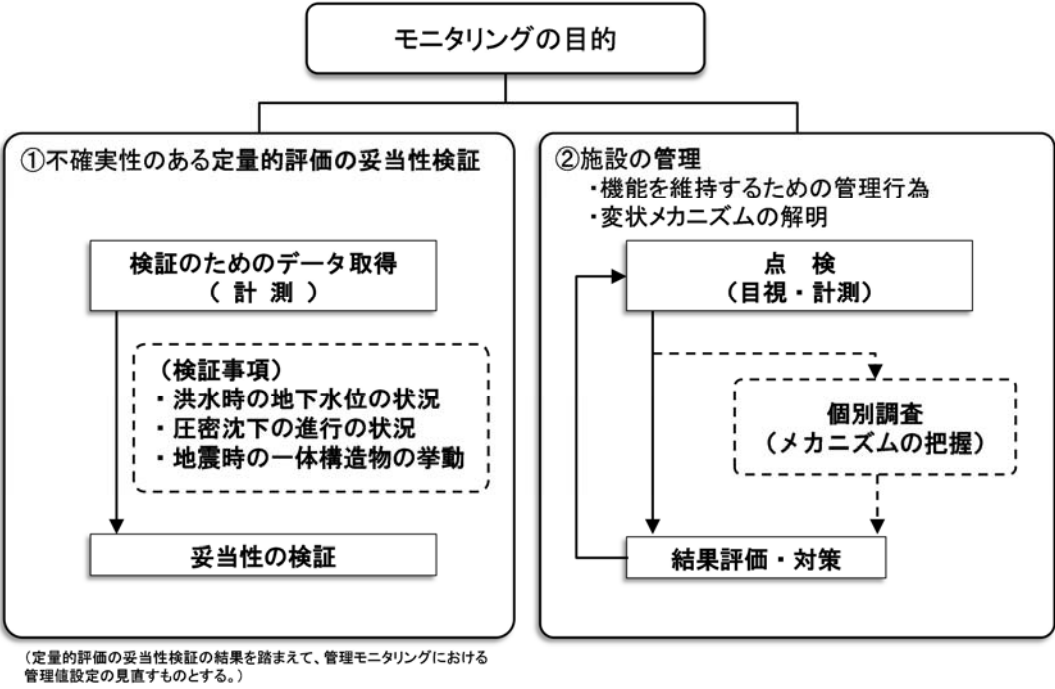 モニタリングの目的
①不確実性のある定量的評価の妥当性検証
検証のためのデータ取得
（ 計 測 ）
（検証事項）
・ 洪水時の地下水位の状況
・ 圧密沈下の進行の状況
・ 地震時の一体構造物の挙動
妥当性の検証
②施設の管理
・機能を維持するための管理行為
・変状メカニズムの解明
点　検
（目視・計測）
個別調査
（メカニズムの把握）
結果評価・対策
（定量的評価の妥当性検証の結果を踏まえて、管理モニタリングにおける
管理値設定の見直すものとする。）